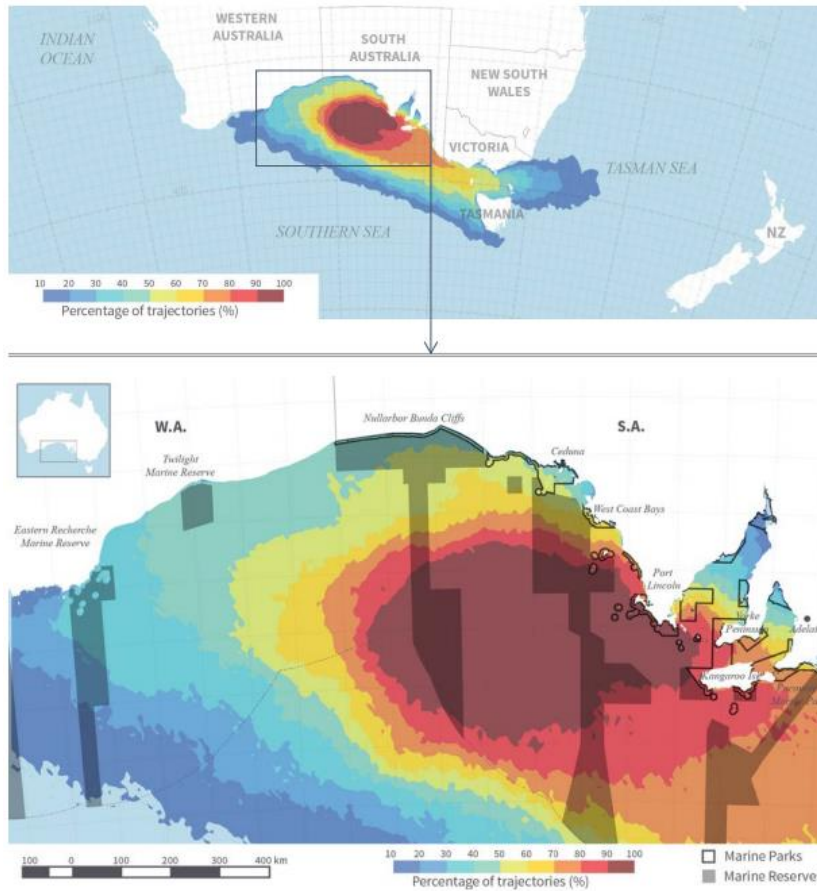 WESTERN
AUSTRALIA
INDIAN
OCEAN
SOUTH
AUSTRALIA
NEW SOUTH
WALES
VICTORIA
TASMAN SEA
TASMANIA
SOUTHERN SEA
NZ
10 20 30 40 50 60 70 80 90 100
Percentage of trajectories (%)
W.A.
Nullarbor Bunda Cliffs
S.A.
Twilight
Marine Reserve
Ceduna
Eastern Recherche
Marine Reserve
West Coast Bays
Port
Lincoln
Yorke
Peninsula
Adelai
Kangaroo Isl
100 0 100 200 300 400 km
10 20 30 40 50 60 70 80 90 100
Percentage of trajectories (%)
Marine Parks
Marine Reserve